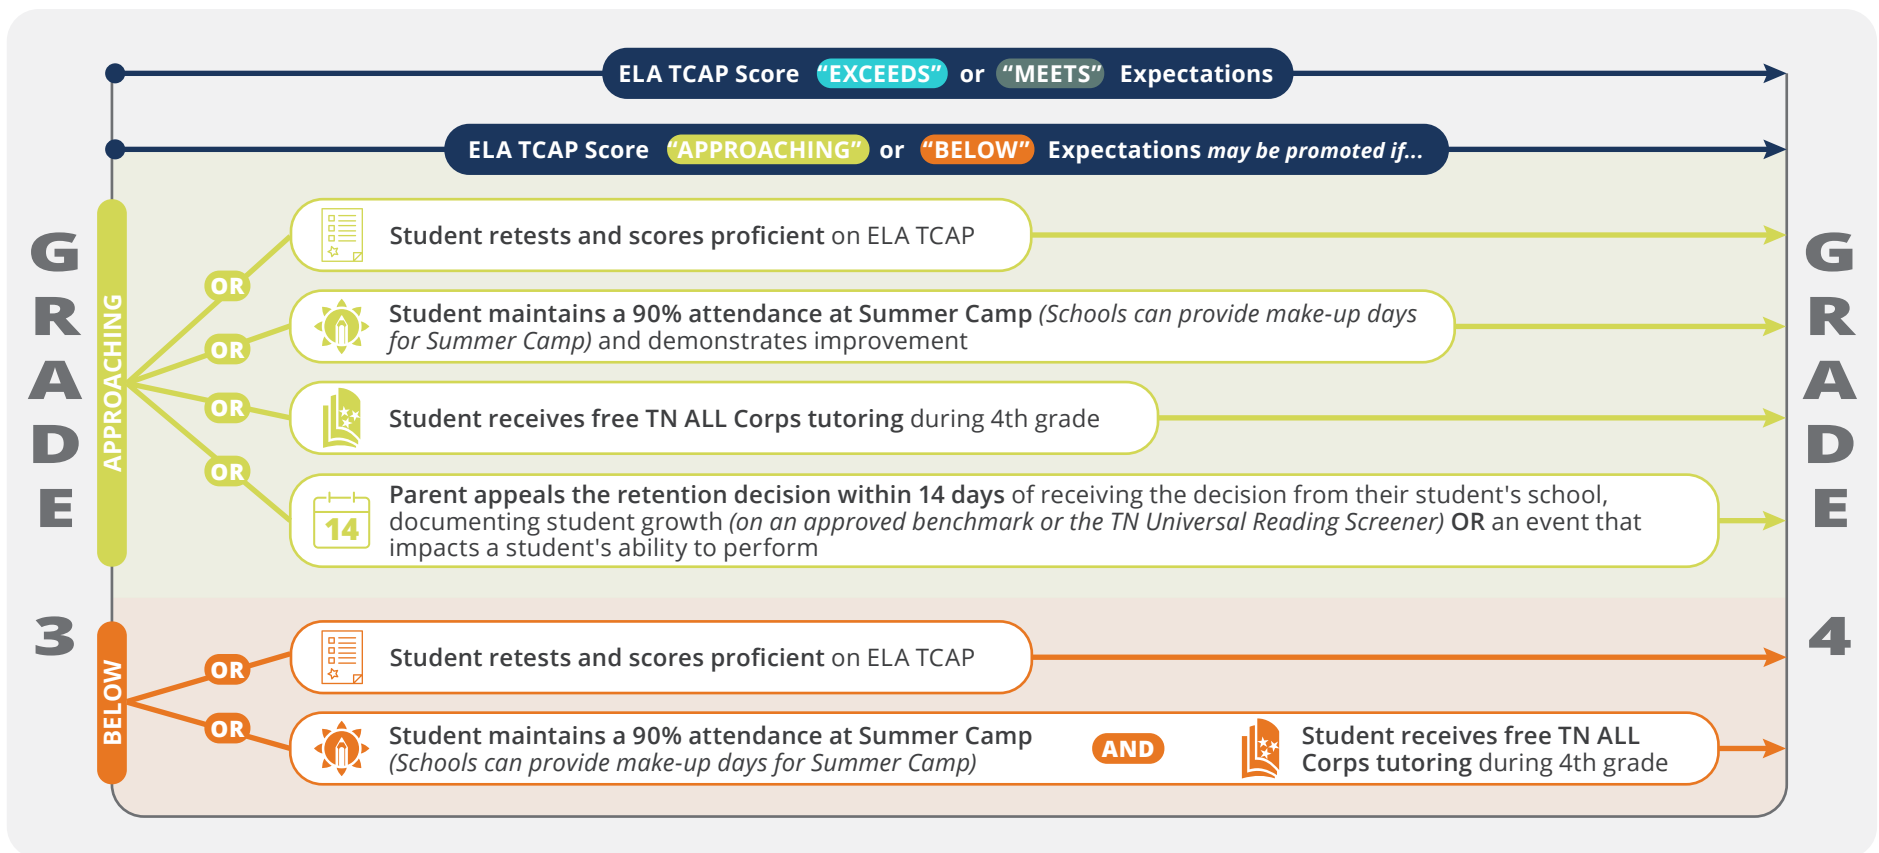 ELA TCAP Score “EXCEEDS” or “MEETS” Expectations
ELA TCAP Score “APPROACHING” or “BELOW” Expectations may be promoted if...
GRADE 3
APPROACHING
OR
Student retests and scores proficient on ELA TCAP
OR
Student maintains a 90% attendance at Summer Camp (Schools can provide make-up days
for Summer Camp) and demonstrates improvement
OR
Student receives free TN ALL Corps tutoring during 4th grade
OR
14
Parent appeals the retention decision within 14 days of receiving the decision from their student's school,
documenting student growth (on an approved benchmark or the TN Universal Reading Screener) OR an event that
impacts a student's ability to perform
BELOW
OR
Student retests and scores proficient on ELA TCAP
OR
Student maintains a 90% attendance at Summer Camp
(Schools can provide make-up days for Summer Camp)
AND
Student receives free TN ALL
Corps tutoring during 4th grade
GRADE 4